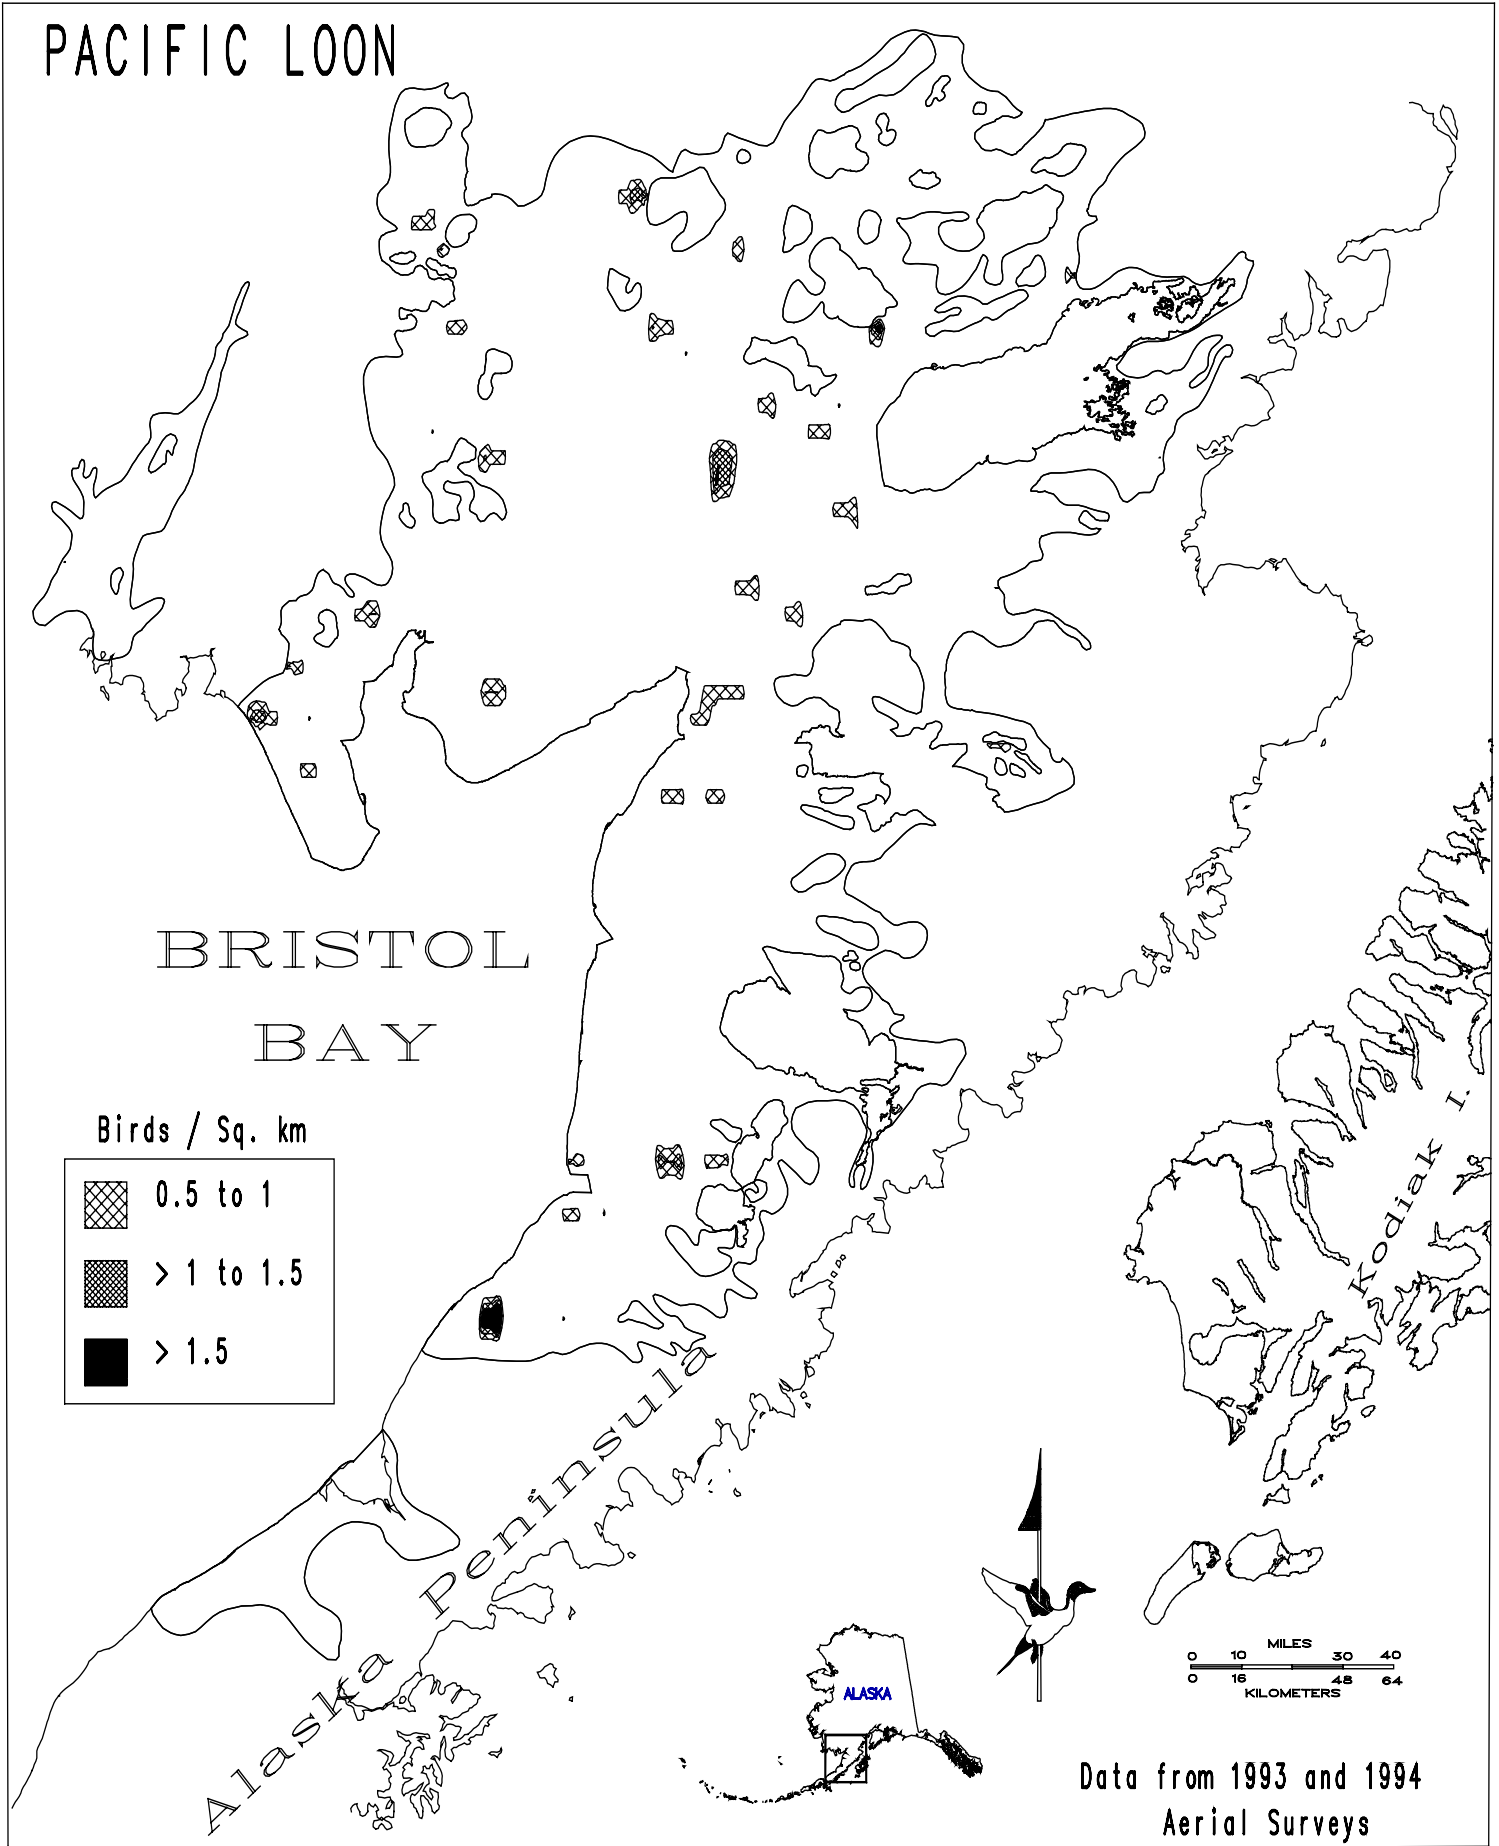 PACIFIC LOON
BRISTOL
BAY
Birds / Sq. km
0.5 to 1
> 1 to 1.5
> 1.5
Kodiak I.
Alaska Peninsula
ALASKA
MILES
0 10 30 40
0 16 48 64
KILOMETERS
Data from 1993 and 1994
Aerial Surveys